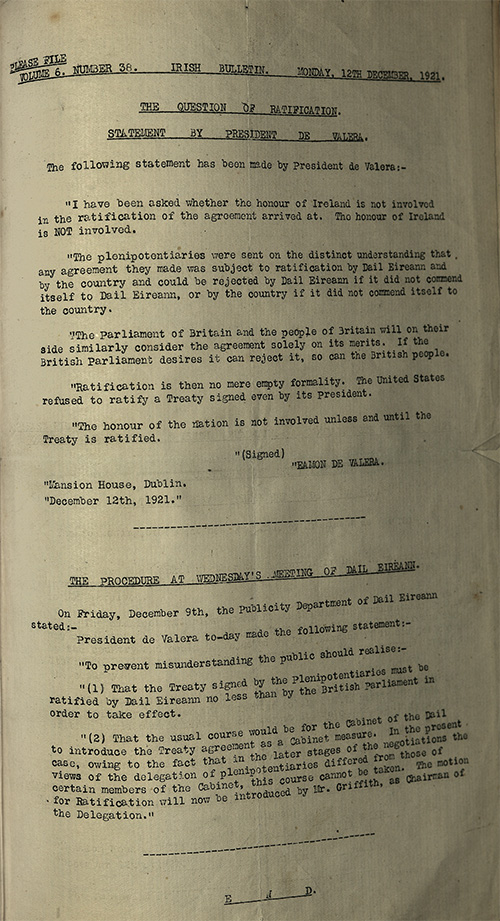 PLEASE FILE
VOLUME 6. NUMBER 38. IRISH BULLETIN. MONDAY, 12TH DECEMBER, 1921.
THE QUESTION OF RATIFICATION.
STATEMENT BY PRESIDENT DE VALERA.
The following statement has been made by President de Valera:-
"I have been asked whether the honour of Ireland is not involved
in the ratification of the agreement arrived at. The honour of Ireland
is NOT involved.
"The plenipotentiaries were sent on the distinct understanding that
any agreement they made was subject to ratification by Dail Eireann and
by the country and could be rejected by Dail Eireann if it did not commend
itself to Dail Eireann, or by the country if it did not commend itself to
the country.
"The Parliament of Britain and the people of Britain will on their
side similarly consider the agreement solely on its merits. If the
British Parliament desires it can reject it, so can the British people.
"Ratification is then no mere empty formality. The United States
refused to ratify a Treaty signed even by its President.
"The honour of the nation is not involved unless and until the
Treaty is ratified.
"(Signed)
"EAMON DE VALERA.
"Mansion House, Dublin.
"December 12th, 1921."
THE PROCEDURE AT WEDNESDAY'S MEETING OF DAIL EIREANN.
On Friday, December 9th, the Publicity Department of Dail Eireann
stated:-
President de Valera to-day made the following statement:-
"To prevent misunderstanding the public should realise:-
"(1) That the Treaty signed by the Plenipotentiaries must be
ratified by Dail Eireann no less than by the British Parliament in
order to take effect.
"(2) That the usual course would be for the Cabinet of the Dail
to introduce the Treaty agreement as a Cabinet measure. In the present
case, owing to the fact that in the later stages of the negotiations the
views of the delegation of plenipotentiaries differed from those of
certain members of the Cabinet, this course cannot be taken. The motion
for Ratification will now be introduced by Mr. Griffith, as Chairman of
the Delegation."
E N D.